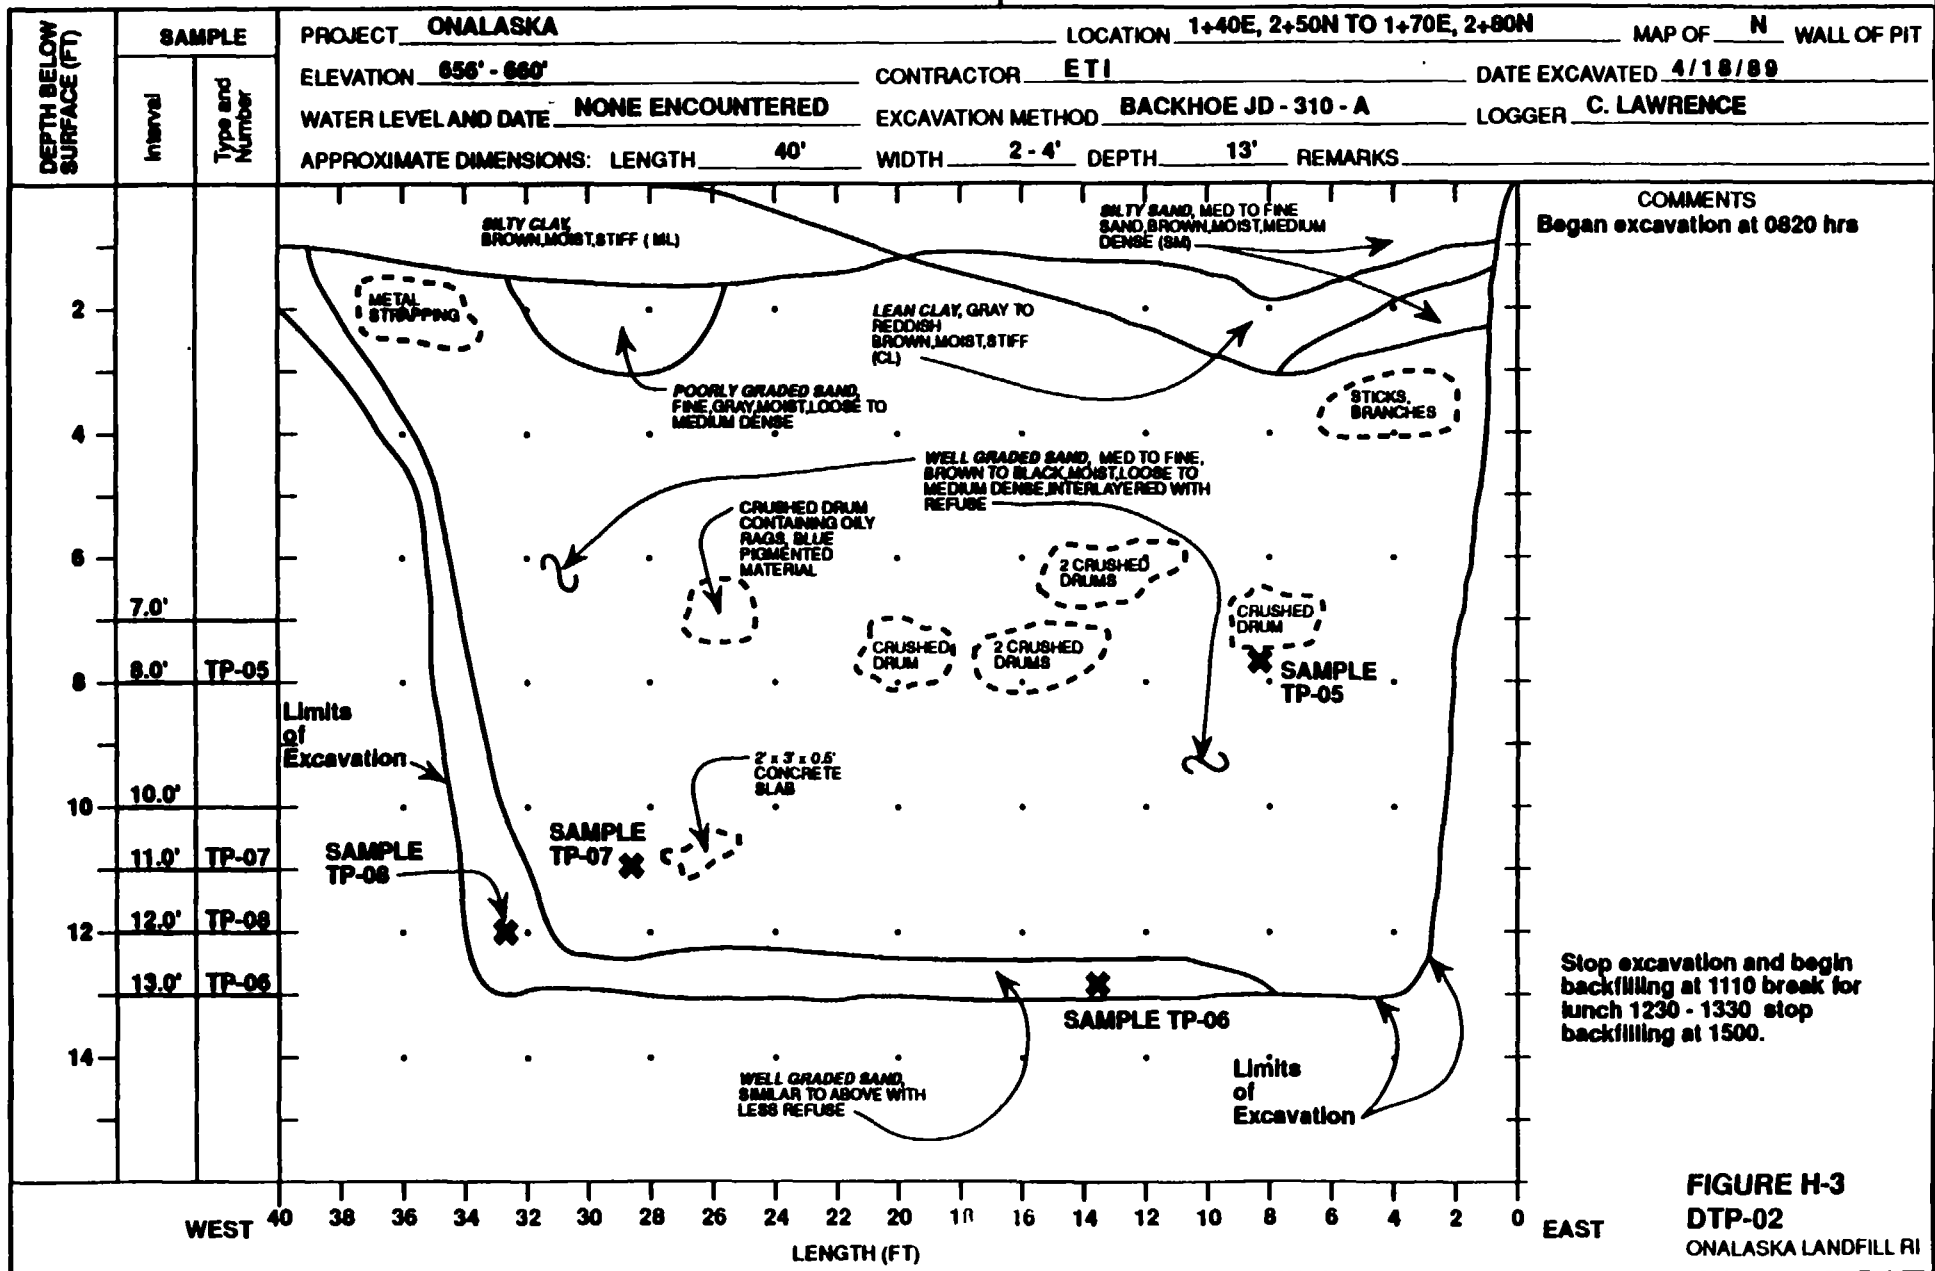 DEPTH BELOW
SURFACE (FT)
SAMPLE
Interval
Type and
Number
PROJECT ONALASKA LOCATION 1+40E, 2+50N TO 1+70E, 2+80N MAP OF N WALL OF PIT
ELEVATION 656' - 660' CONTRACTOR ETI DATE EXCAVATED 4/18/89
WATER LEVEL AND DATE NONE ENCOUNTERED EXCAVATION METHOD BACKHOE JD - 310 - A LOGGER C. LAWRENCE
APPROXIMATE DIMENSIONS: LENGTH 40' WIDTH 2 - 4' DEPTH 13' REMARKS
COMMENTS
Began excavation at 0820 hrs
SILTY CLAY,
BROWN,MOIST,STIFF ( ML)
SILTY SAND, MED TO FINE
SAND,BROWN,MOIST,MEDIUM
DENSE (SM)
METAL
STRAPPING
LEAN CLAY, GRAY TO
REDDISH
BROWN,MOIST,STIFF
(CL)
POORLY GRADED SAND,
FINE,GRAY,MOIST,LOOSE TO
MEDIUM DENSE
STICKS,
BRANCHES
WELL GRADED SAND, MED TO FINE,
BROWN TO BLACK,MOIST,LOOSE TO
MEDIUM DENSE,INTERLAYERED WITH
REFUSE
CRUSHED DRUM
CONTAINING OILY
RAGS, BLUE
PIGMENTED
MATERIAL
2 CRUSHED
DRUMS
CRUSHED
DRUM
CRUSHED
DRUM
2 CRUSHED
DRUMS
SAMPLE
TP-05
2
4
6
8
10
12
14
7.0'
8.0' TP-05
10.0'
11.0' TP-07
12.0' TP-08
13.0' TP-06
Limits
of
Excavation
2' x 3' x 0.5'
CONCRETE
SLAB
SAMPLE
TP-07
SAMPLE
TP-08
SAMPLE TP-06
WELL GRADED SAND,
SIMILAR TO ABOVE WITH
LESS REFUSE
Limits
of
Excavation
Stop excavation and begin
backfilling at 1110 break for
lunch 1230 - 1330 stop
backfilling at 1500.
WEST 40 38 36 34 32 30 28 26 24 22 20 18 16 14 12 10 8 6 4 2 0 EAST
LENGTH (FT)
FIGURE H-3
DTP-02
ONALASKA LANDFILL RI